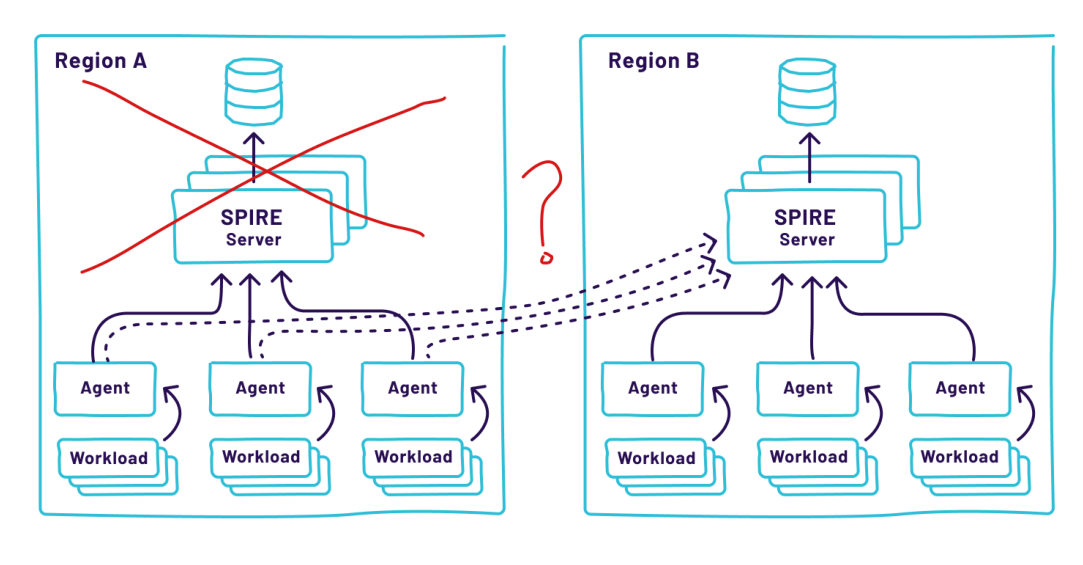 Region A
SPIRE
Server
Agent
Agent
Agent
Workload
Workload
Workload
?
Region B
SPIRE
Server
Agent
Agent
Agent
Workload
Workload
Workload